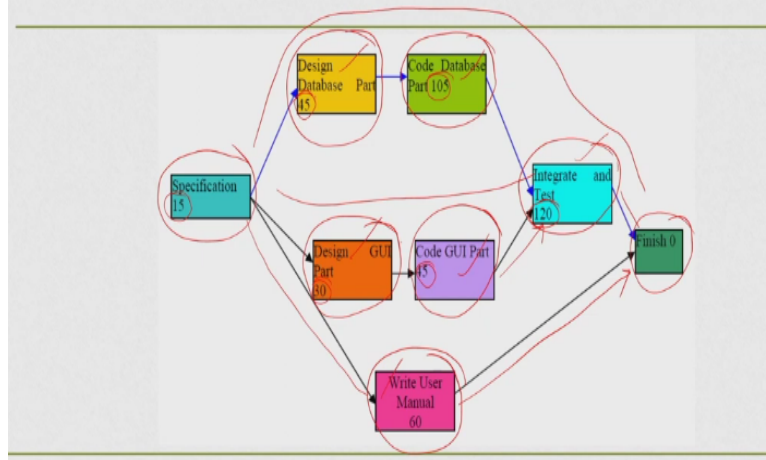 Design
Database Part
45
Code Database
Part 105
Specification
15
Integrate and
Test
120
Design GUI
Part
30
Code GUI Part
45
Finish 0
Write User
Manual
60